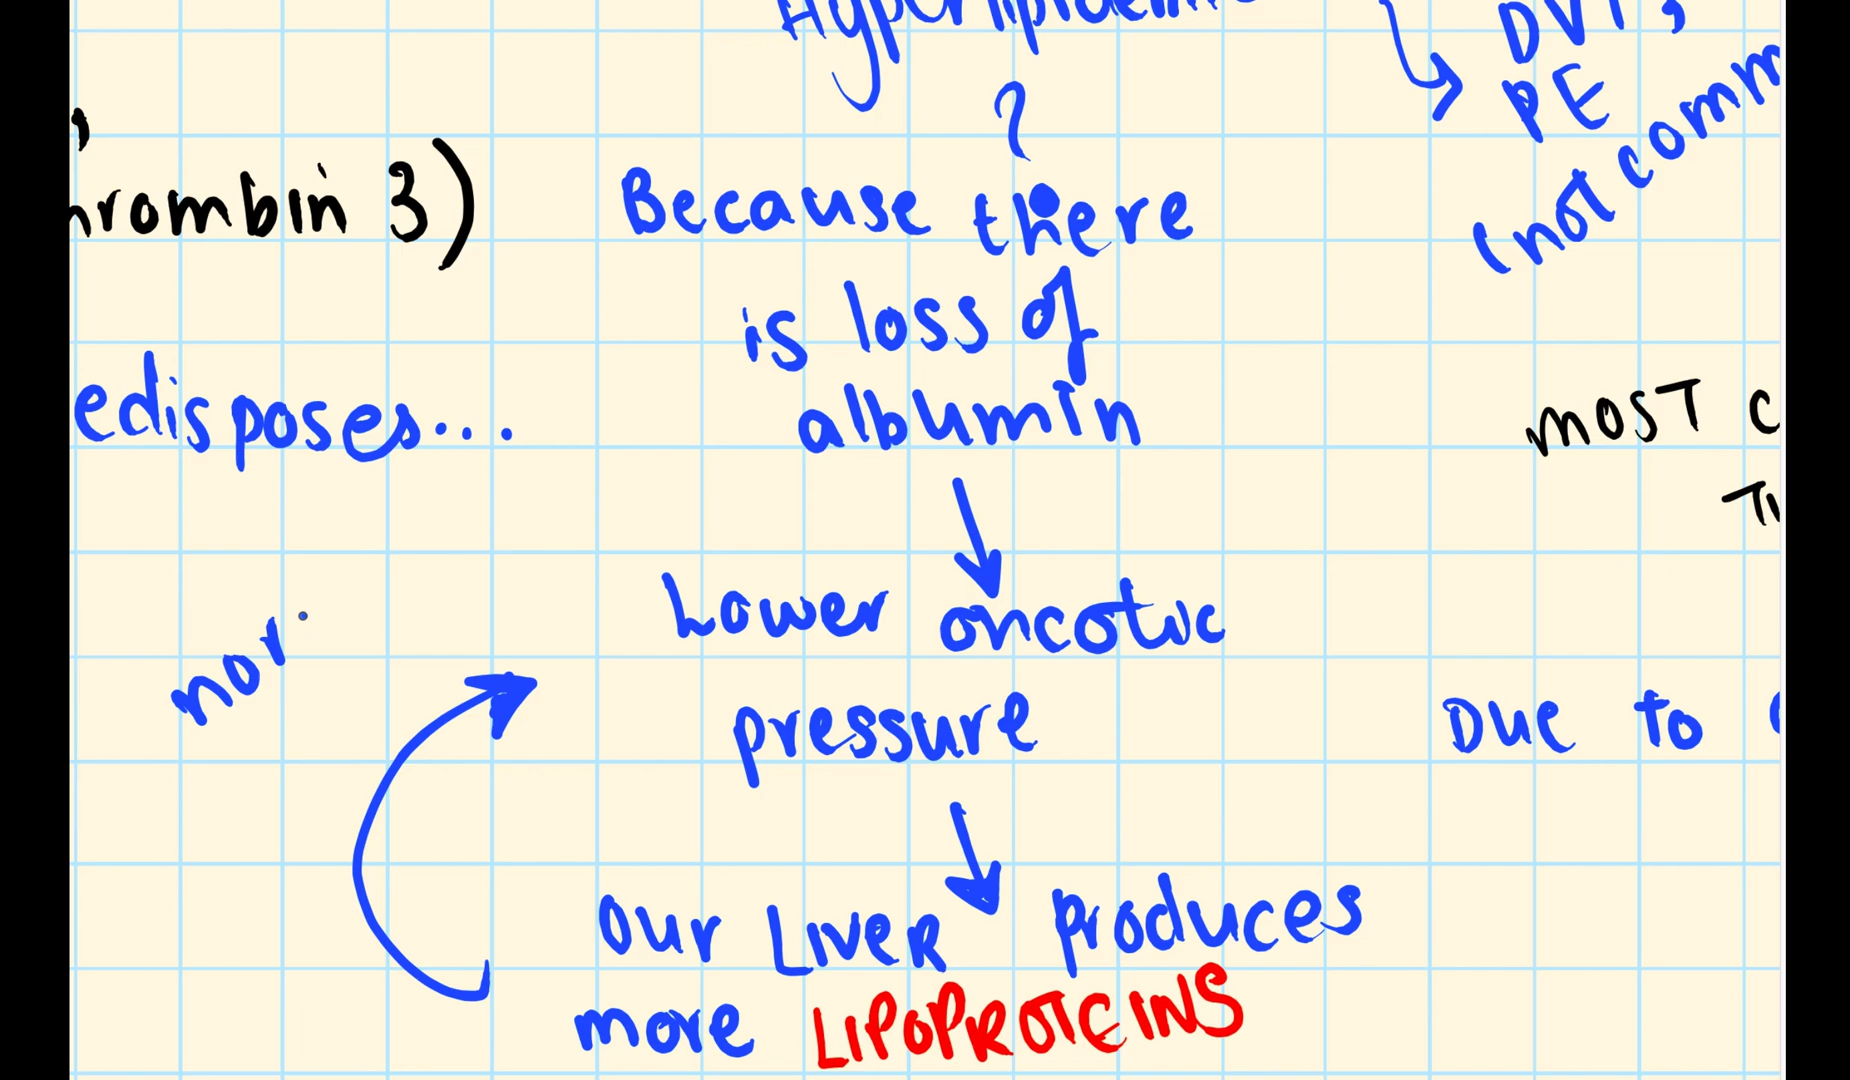 DVT,
PE
(not comm
?
hrombin 3)
Because there
is loss of
albumin
edisposes...
most c
Lower oncotic
pressure
nor
Due to
our Liver produces
more LIPOPROTEINS